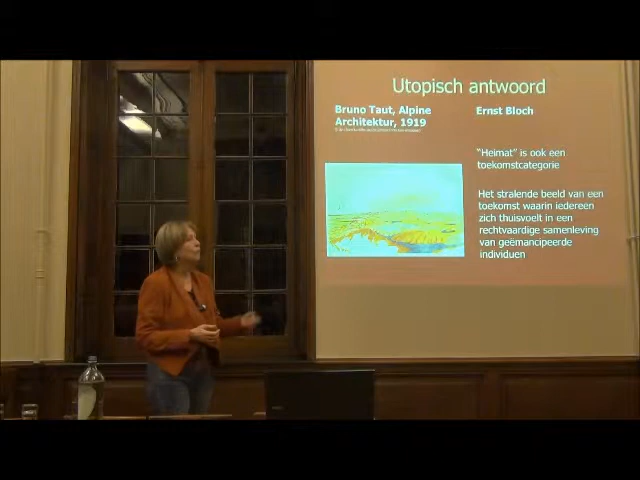 Utopisch antwoord
Bruno Taut, Alpine
Architektur, 1919
Ernst Bloch
"Heimat" is ook een
toekomstcategorie
Het stralende beeld van een
toekomst waarin iedereen
zich thuisvoelt in een
rechtvaardige samenleving
van geëmancipeerde
individuen